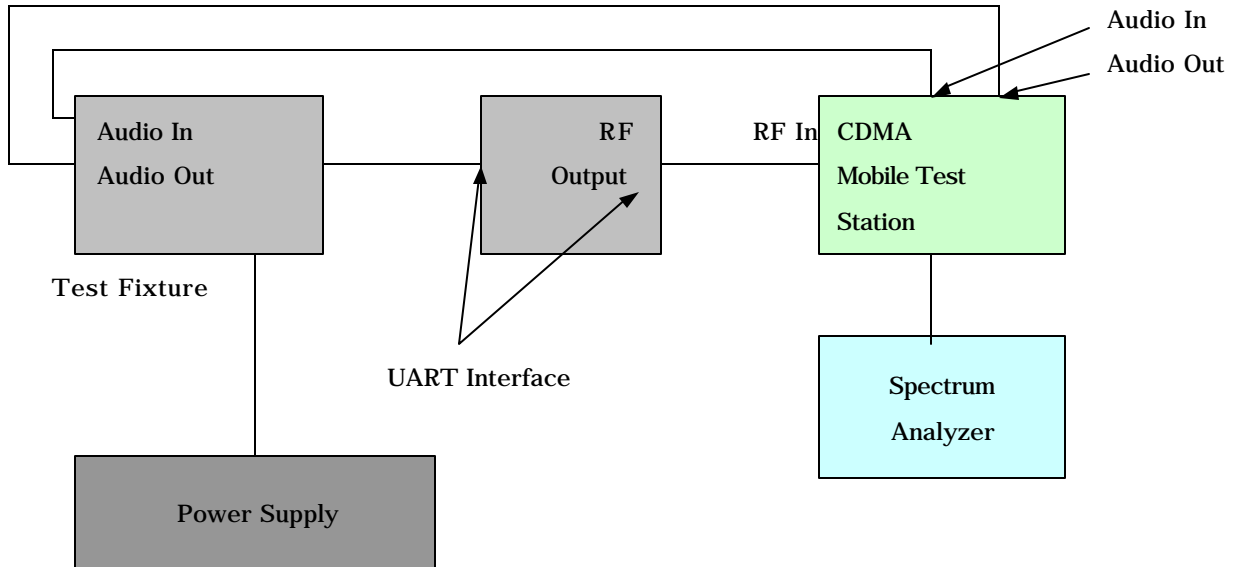 Audio In
Audio Out
Audio In
Audio Out
RF
Output
RF In
CDMA
Mobile Test
Station
Test Fixture
UART Interface
Spectrum
Analyzer
Power Supply